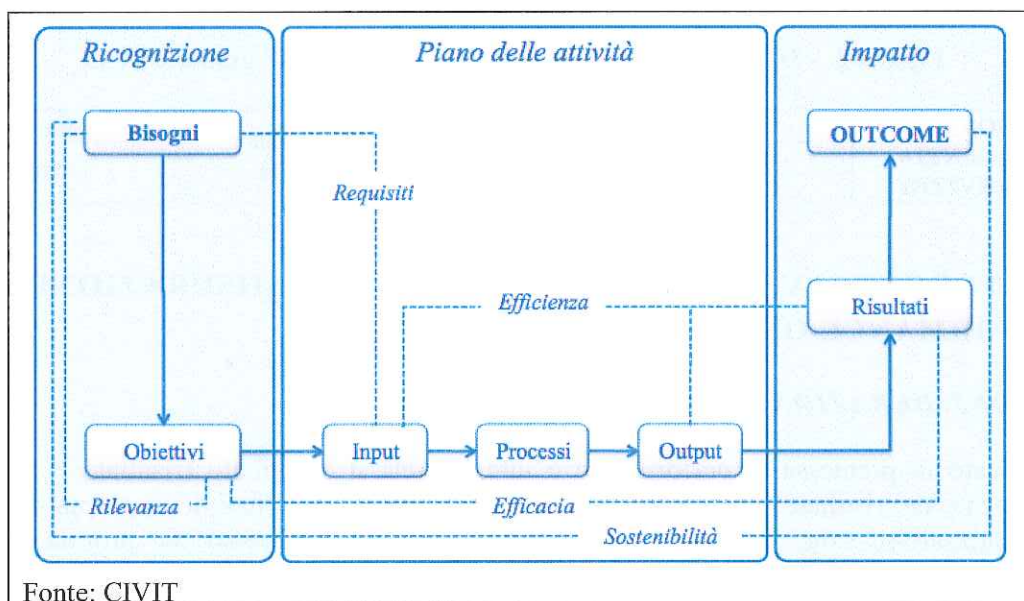 Ricognizione
Piano delle attività
Impatto
Bisogni
OUTCOME
Requisiti
Efficienza
Risultati
Obiettivi
Input
Processi
Output
Rilevanza
Efficacia
Sostenibilità
Fonte: CIVIT